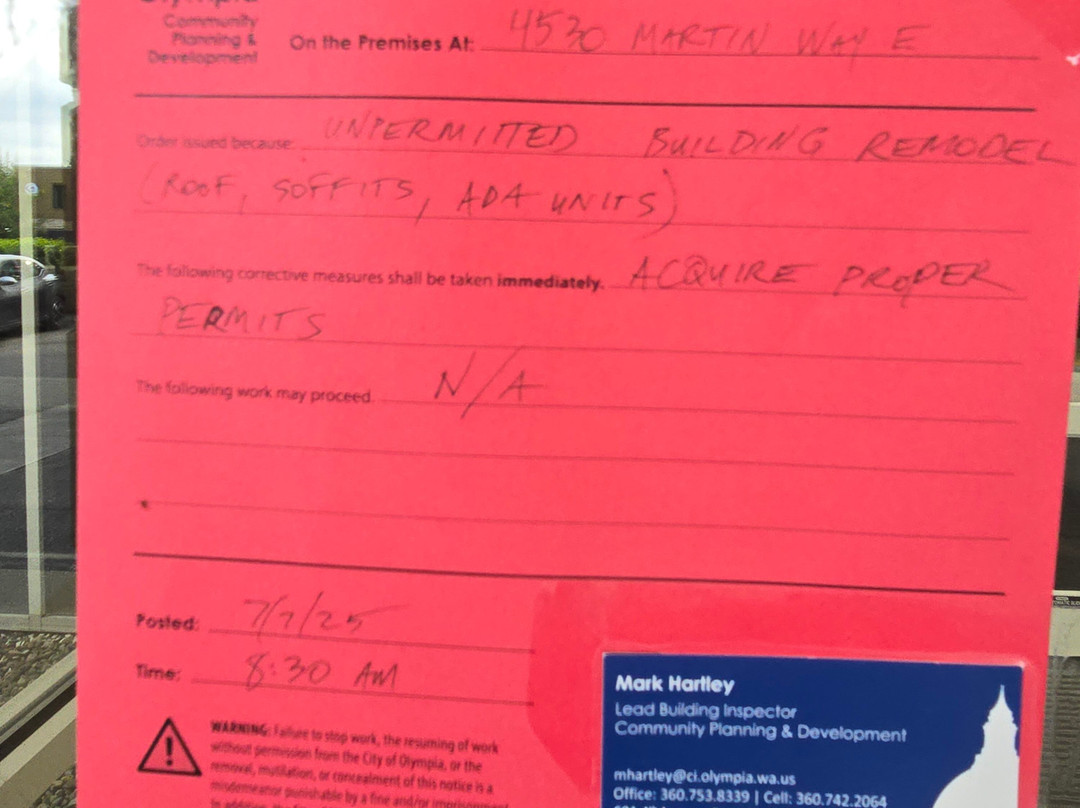 Olympia
Community
Planning &
Development
On the Premises At: 4530 MARTIN WAY E
Order issued because: UNPERMITTED BUILDING REMODEL
(ROOF, SOFFITS, ADA UNITS)
The following corrective measures shall be taken immediately. ACQUIRE PROPER
PERMITS
The following work may proceed. N/A
Posted: 7/7/25
Time: 8:30 AM
WARNING: Failure to stop work, the resuming of work
without permission from the City of Olympia, or the
removal, mutilation, or concealment of this notice is a
misdemeanor punishable by a fine and/or imprisonment.
Mark Hartley
Lead Building Inspector
Community Planning & Development
mhartley@ci.olympia.wa.us
Office: 360.753.8339 | Cell: 360.742.2064